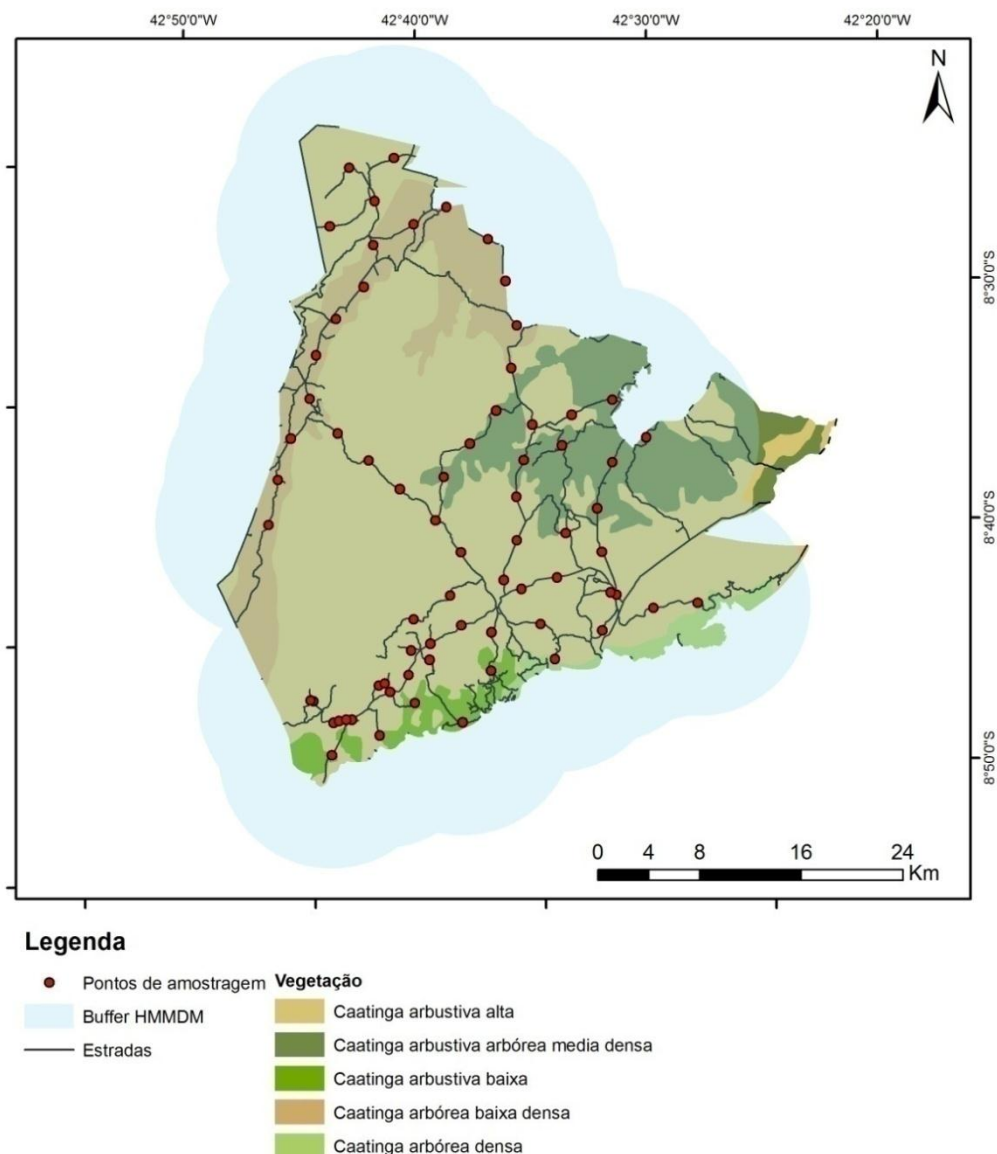 42°50'0"W 42°40'0"W 42°30'0"W 42°20'0"W
N
8°30'0"S
8°40'0"S
8°50'0"S
0 4 8 16 24
Km
Legenda
Pontos de amostragem
Buffer HMMDM
Estradas
Vegetação
Caatinga arbustiva alta
Caatinga arbustiva arbórea media densa
Caatinga arbustiva baixa
Caatinga arbórea baixa densa
Caatinga arbórea densa